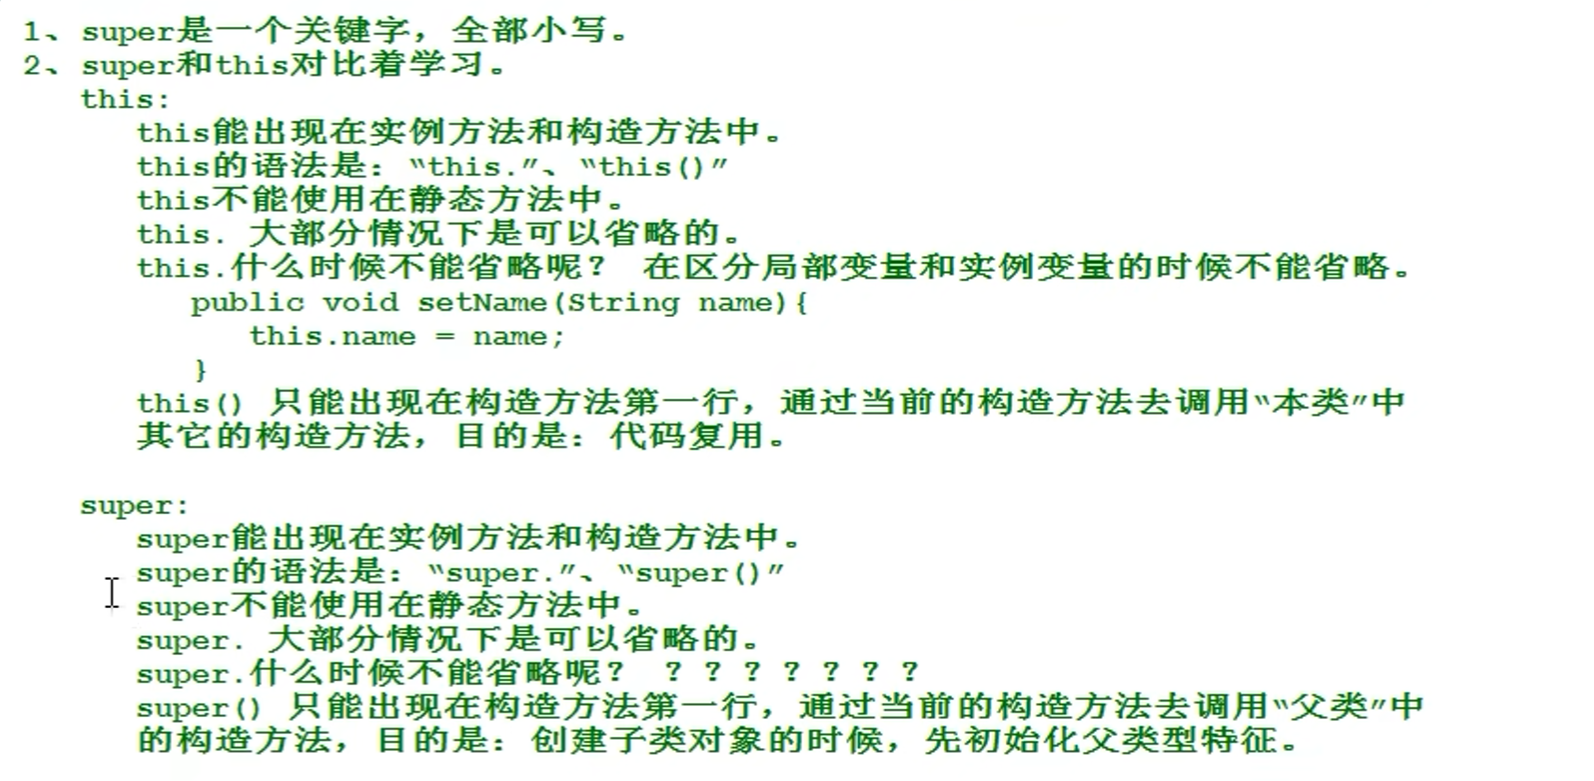 1、super是一个关键字，全部小写。
2、super和this对比着学习。
this:
this能出现在实例方法和构造方法中。
this的语法是：“this.”、“this()”
this不能使用在静态方法中。
this. 大部分情况下是可以省略的。
this.什么时候不能省略呢？ 在区分局部变量和实例变量的时候不能省略。
public void setName(String name){
this.name = name;
}
this() 只能出现在构造方法第一行，通过当前的构造方法去调用“本类”中
其它的构造方法，目的是：代码复用。
super:
super能出现在实例方法和构造方法中。
super的语法是：“super.”、“super()”
super不能使用在静态方法中。
super. 大部分情况下是可以省略的。
super.什么时候不能省略呢？ ？？？？？？？
super() 只能出现在构造方法第一行，通过当前的构造方法去调用“父类”中
的构造方法，目的是：创建子类对象的时候，先初始化父类型特征。